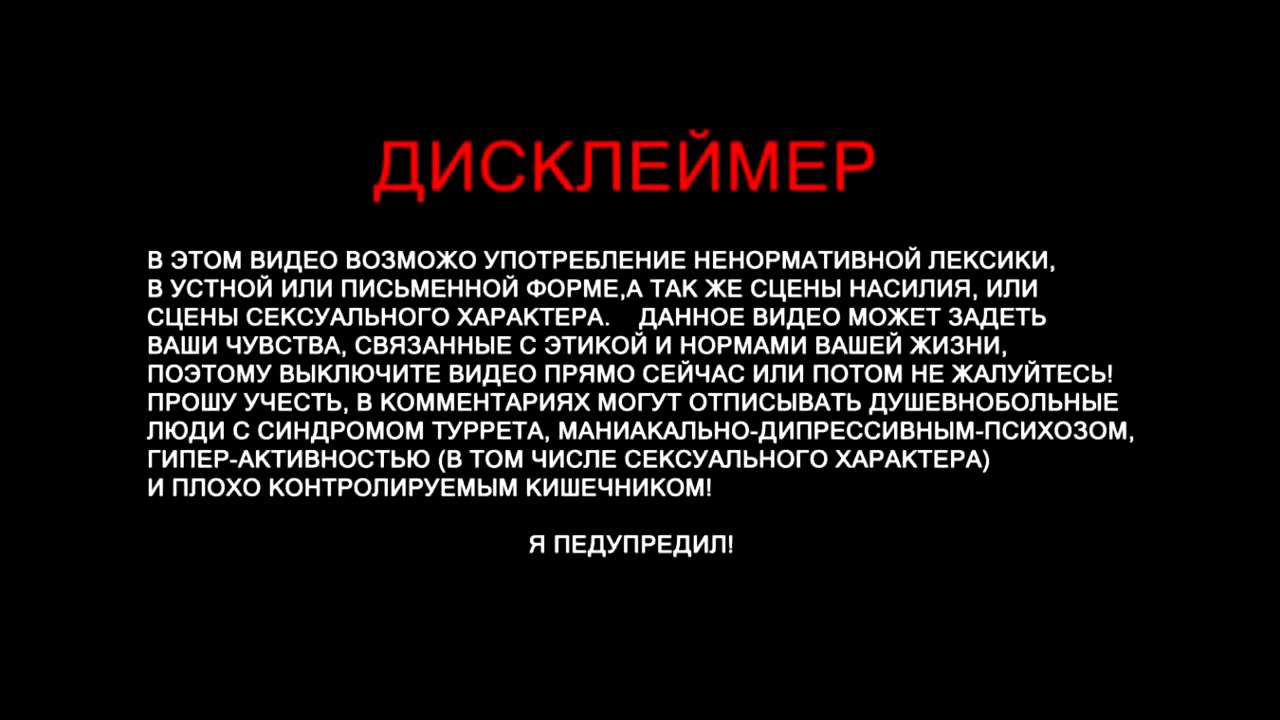 ДИСКЛЕЙМЕР
В ЭТОМ ВИДЕО ВОЗМОЖО УПОТРЕБЛЕНИЕ НЕНОРМАТИВНОЙ ЛЕКСИКИ,
В УСТНОЙ ИЛИ ПИСЬМЕННОЙ ФОРМЕ,А ТАК ЖЕ СЦЕНЫ НАСИЛИЯ, ИЛИ
СЦЕНЫ СЕКСУАЛЬНОГО ХАРАКТЕРА. ДАННОЕ ВИДЕО МОЖЕТ ЗАДЕТЬ
ВАШИ ЧУВСТВА, СВЯЗАННЫЕ С ЭТИКОЙ И НОРМАМИ ВАШЕЙ ЖИЗНИ,
ПОЭТОМУ ВЫКЛЮЧИТЕ ВИДЕО ПРЯМО СЕЙЧАС ИЛИ ПОТОМ НЕ ЖАЛУЙТЕСЬ!
ПРОШУ УЧЕСТЬ, В КОММЕНТАРИЯХ МОГУТ ОТПИСЫВАТЬ ДУШЕВНОБОЛЬНЫЕ
ЛЮДИ С СИНДРОМОМ ТУРРЕТА, МАНИАКАЛЬНО-ДИПРЕССИВНЫМ-ПСИХОЗОМ,
ГИПЕР-АКТИВНОСТЬЮ (В ТОМ ЧИСЛЕ СЕКСУАЛЬНОГО ХАРАКТЕРА)
И ПЛОХО КОНТРОЛИРУЕМЫМ КИШЕЧНИКОМ!
Я ПЕДУПРЕДИЛ!